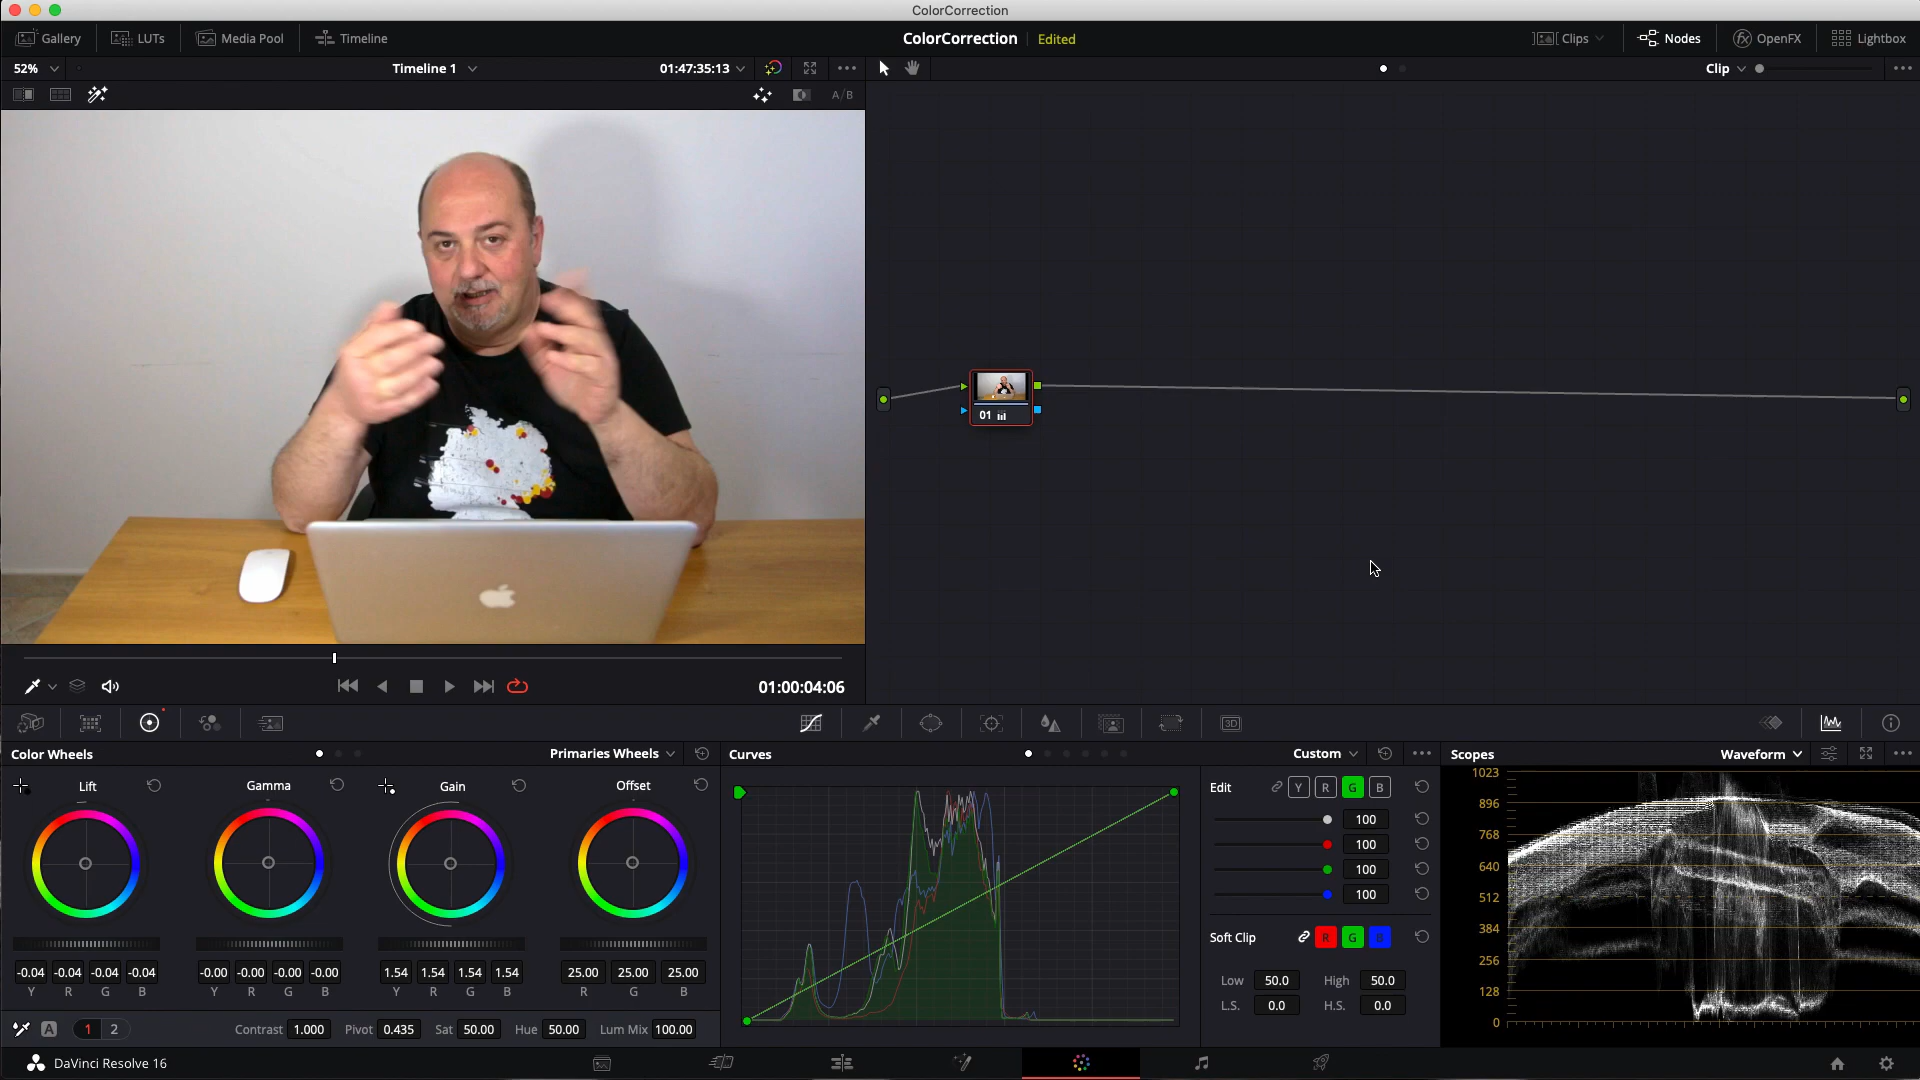 ColorCorrection
Gallery LUTs Media Pool Timeline ColorCorrection Edited Clips Nodes fx OpenFX Lightbox
52% Timeline 1 01:47:35:13 Clip
A/B
01
01:00:04:06
3D
Color Wheels Primaries Wheels Curves Custom Scopes Waveform
Lift Gamma Gain Offset Edit Y R G B 1023
896
100
768
100
640
100
512
100
384
Soft Clip R G B
256
-0.04 -0.04 -0.04 -0.04 -0.00 -0.00 -0.00 -0.00 1.54 1.54 1.54 1.54 25.00 25.00 25.00 Low 50.0 High 50.0
Y R G B Y R G B Y R G B R G B 128
L.S. 0.0 H.S. 0.0
0
A 1 2 Contrast 1.000 Pivot 0.435 Sat 50.00 Hue 50.00 Lum Mix 100.00
DaVinci Resolve 16